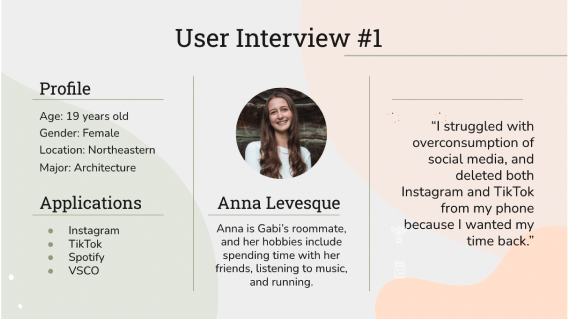 User Interview #1
Profile
Age: 19 years old
Gender: Female
Location: Northeastern
Major: Architecture
Applications
Instagram
TikTok
Spotify
VSCO
Anna Levesque
Anna is Gabi's roommate,
and her hobbies include
spending time with her
friends, listening to music,
and running.
"I struggled with
overconsumption of
social media, and
deleted both
Instagram and TikTok
from my phone
because I wanted my
time back."